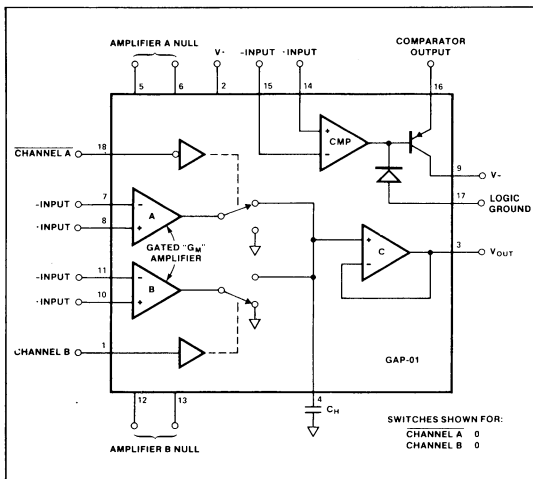 AMPLIFIER A NULL
V+ -INPUT +INPUT
COMPARATOR
OUTPUT
5 6 2 15 14 16
CHANNEL A 18
CMP
+
-
9 V-
17 LOGIC
GROUND
-INPUT 7
+INPUT 8
-
+
A
GATED "GM"
AMPLIFIER
+
-
C
3 VOUT
-INPUT 11
+INPUT 10
-
+
B
CHANNEL B 1
GAP-01
12 13
4
CH
AMPLIFIER B NULL
SWITCHES SHOWN FOR:
CHANNEL A 0
CHANNEL B 0